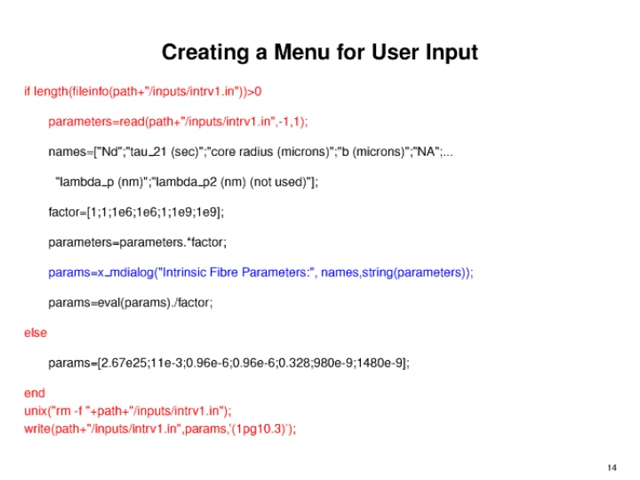 Creating a Menu for User Input
if length(fileinfo(path+"/inputs/intrv1.in"))>0
parameters=read(path+"/inputs/intrv1.in",-1,1);
names=["Nd";"tau_21 (sec)";"core radius (microns)";"b (microns)";"NA";...
"lambda_p (nm)";"lambda_p2 (nm) (not used)"];
factor=[1;1;1e6;1e6;1;1e9;1e9];
parameters=parameters.*factor;
params=x_mdialog("Intrinsic Fibre Parameters:", names,string(parameters));
params=eval(params)./factor;
else
params=[2.67e25;11e-3;0.96e-6;0.96e-6;0.328;980e-9;1480e-9];
end
unix("rm -f "+path+"/inputs/intrv1.in");
write(path+"/inputs/intrv1.in",params,'(1pg10.3)');
14